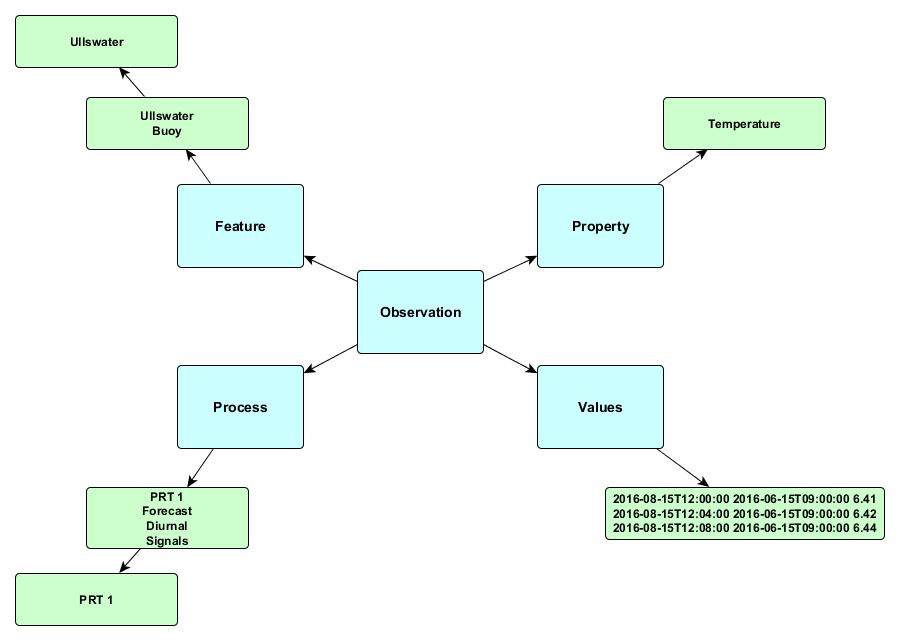 Ullswater
Ullswater
Buoy
Temperature
Feature
Property
Observation
Process
Values
PRT 1
Forecast
Diurnal
Signals
2016-08-15T12:00:00 2016-06-15T09:00:00 6.41
2016-08-15T12:04:00 2016-06-15T09:00:00 6.42
2016-08-15T12:08:00 2016-06-15T09:00:00 6.44
PRT 1